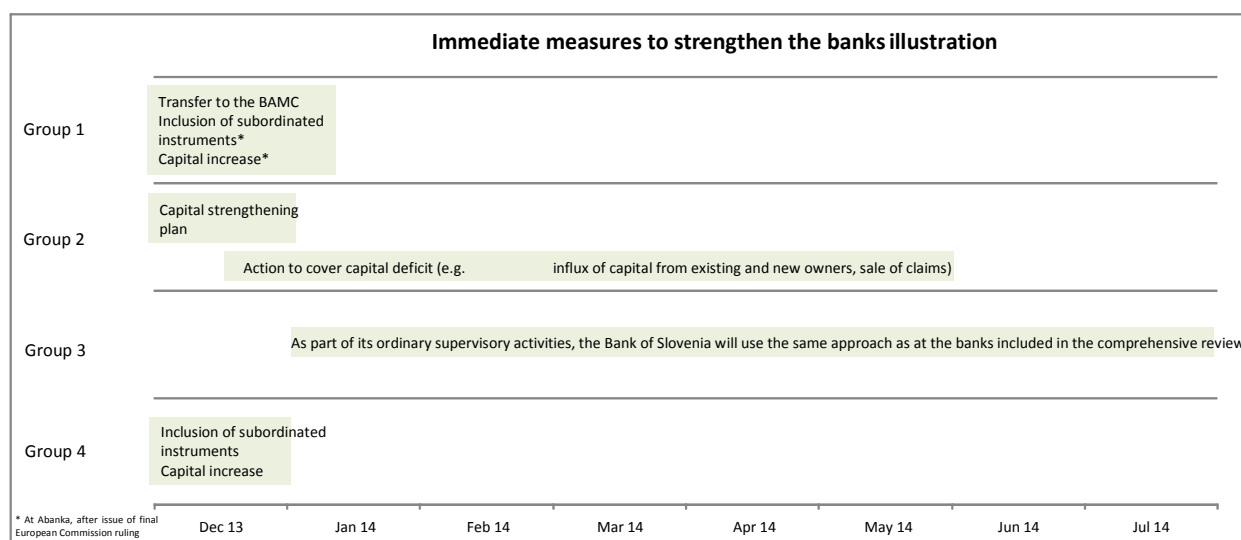 Immediate measures to strengthen the banks illustration
Group 1
Transfer to the BAMC
Inclusion of subordinated
instruments*
Capital increase*
Group 2
Capital strengthening
plan
Action to cover capital deficit (e.g. influx of capital from existing and new owners, sale of claims)
Group 3
As part of its ordinary supervisory activities, the Bank of Slovenia will use the same approach as at the banks included in the comprehensive review
Group 4
Inclusion of subordinated
instruments
Capital increase
* At Abanka, after issue of final
European Commission ruling
Dec 13 Jan 14 Feb 14 Mar 14 Apr 14 May 14 Jun 14 Jul 14